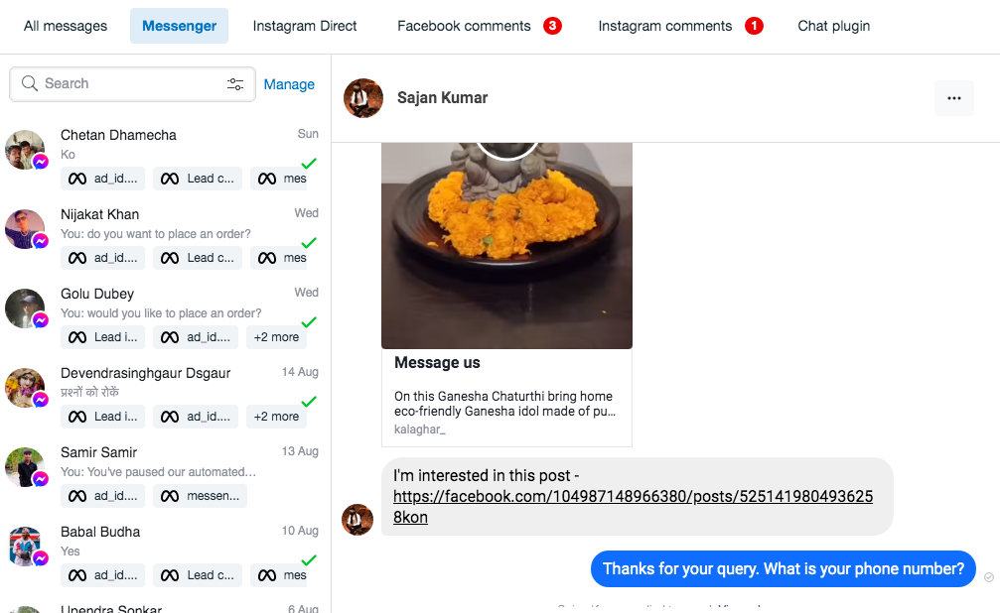 All messages
Messenger
Instagram Direct
Facebook comments 3
Instagram comments 1
Chat plugin
Search
Manage
Chetan Dhamecha Sun
Ko
ad_id.... Lead c... mes
Nijakat Khan Wed
You: do you want to place an order?
ad_id.... Lead c... mes
Golu Dubey Wed
You: would you like to place an order?
Lead i... ad_id.... +2 more
Devendrasinghgaur Dsgaur 14 Aug
प्रश्नों को रोकें
Lead i... ad_id.... +2 more
Samir Samir 13 Aug
You: You've paused our automated...
ad_id.... messen...
Babal Budha 10 Aug
Yes
ad_id.... Lead c... mes
Upendra Sonkar 6 Aug
Sajan Kumar
Message us
On this Ganesha Chaturthi bring home
eco-friendly Ganesha idol made of pu...
kalaghar_
I'm interested in this post -
https://facebook.com/104987148966380/posts/525141980493625
8kon
Thanks for your query. What is your phone number?